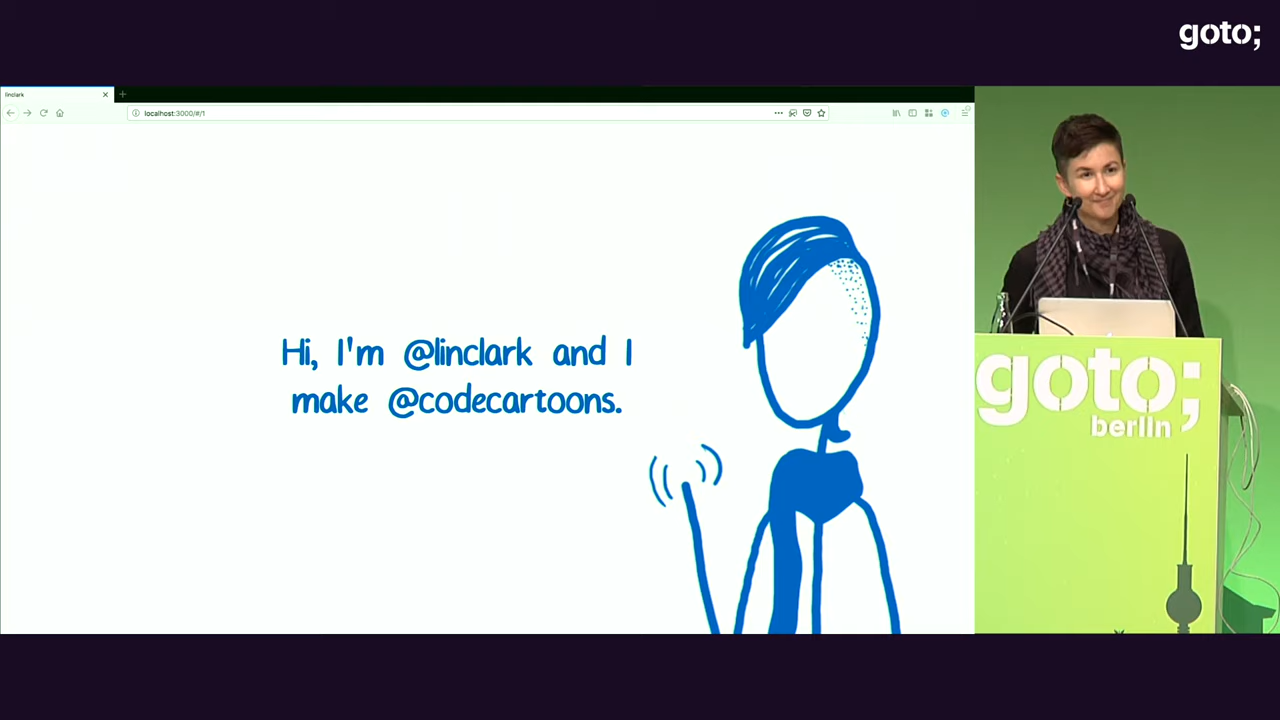 goto;
linclark
localhost:3000/#/1
Hi, I'm @linclark and I
make @codecartoons.
goto;
berlin